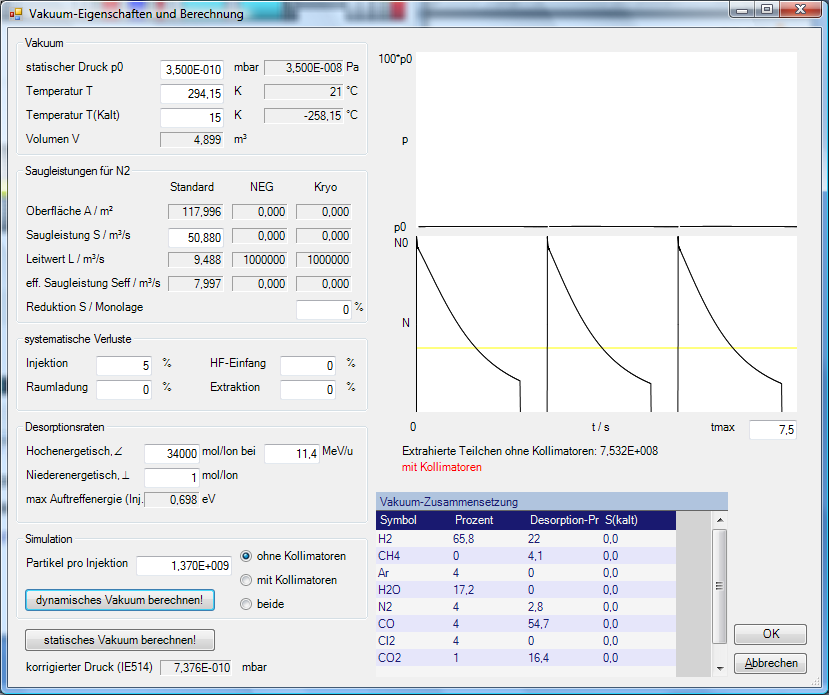 Vakuum-Eigenschaften und Berechnung
Vakuum
statischer Druck p0 3,500E-010 mbar 3,500E-008 Pa
Temperatur T 294,15 K 21 °C
Temperatur T(Kalt) 15 K -258,15 °C
Volumen V 4,899 m³
Saugleistungen für N2
Standard NEG Kryo
Oberfläche A / m² 117,996 0,000 0,000
Saugleistung S / m³/s 50,880 0,000 0,000
Leitwert L / m³/s 9,488 1000000 1000000
eff. Saugleistung Seff / m³/s 7,997 0,000 0,000
Reduktion S / Monolage 0 %
systematische Verluste
Injektion 5 % HF-Einfang 0 %
Raumladung 0 % Extraktion 0 %
Desorptionsraten
Hochenergetisch,∠ 34000 mol/Ion bei 11,4 MeV/u
Niederenergetisch,⊥ 1 mol/Ion
max Auftreffenergie (Inj. 0,698 eV
Simulation
Partikel pro Injektion 1,370E+009
ohne Kollimatoren
mit Kollimatoren
beide
dynamisches Vakuum berechnen!
statisches Vakuum berechnen!
korrigierter Druck (IE514) 7,376E-010 mbar
100*p0
p
p0
N0
N
0 t / s tmax 7,5
Extrahierte Teilchen ohne Kollimatoren: 7,532E+008
mit Kollimatoren
Vakuum-Zusammensetzung
Symbol Prozent Desorption-Pr S(kalt)
H2 65,8 22 0,0
CH4 0 4,1 0,0
Ar 4 0 0,0
H2O 17,2 0 0,0
N2 4 2,8 0,0
CO 4 54,7 0,0
Cl2 4 0 0,0
CO2 1 16,4 0,0
OK
Abbrechen